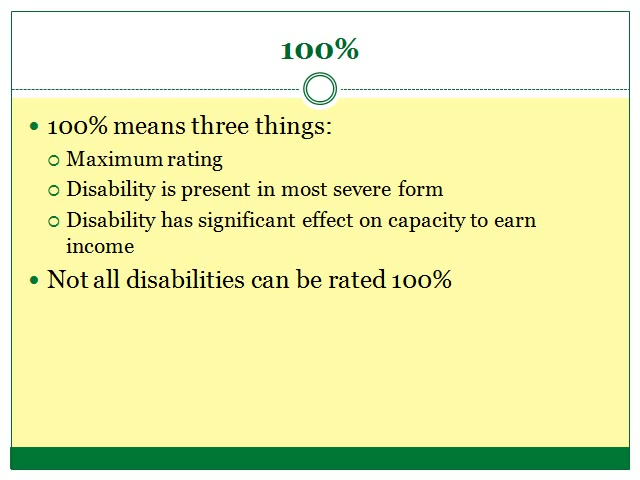 100%
100% means three things:
Maximum rating
Disability is present in most severe form
Disability has significant effect on capacity to earn
income
Not all disabilities can be rated 100%